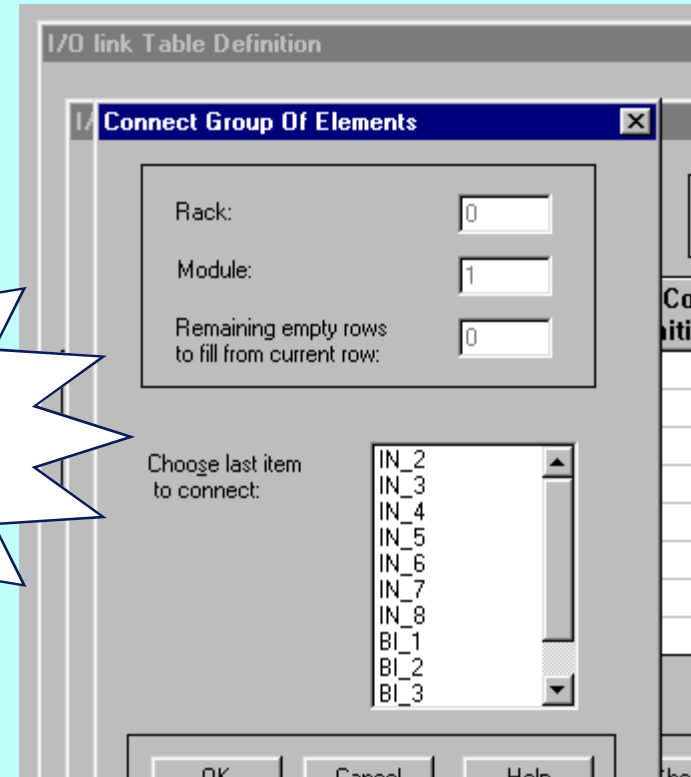 I/O link Table Definition
Connect Group Of Elements
Rack: 0
Module: 1
Remaining empty rows
to fill from current row: 0
Choose last item
to connect:
IN_2
IN_3
IN_4
IN_5
IN_6
IN_7
IN_8
BI_1
BI_2
BI_3
OK Cancel Help